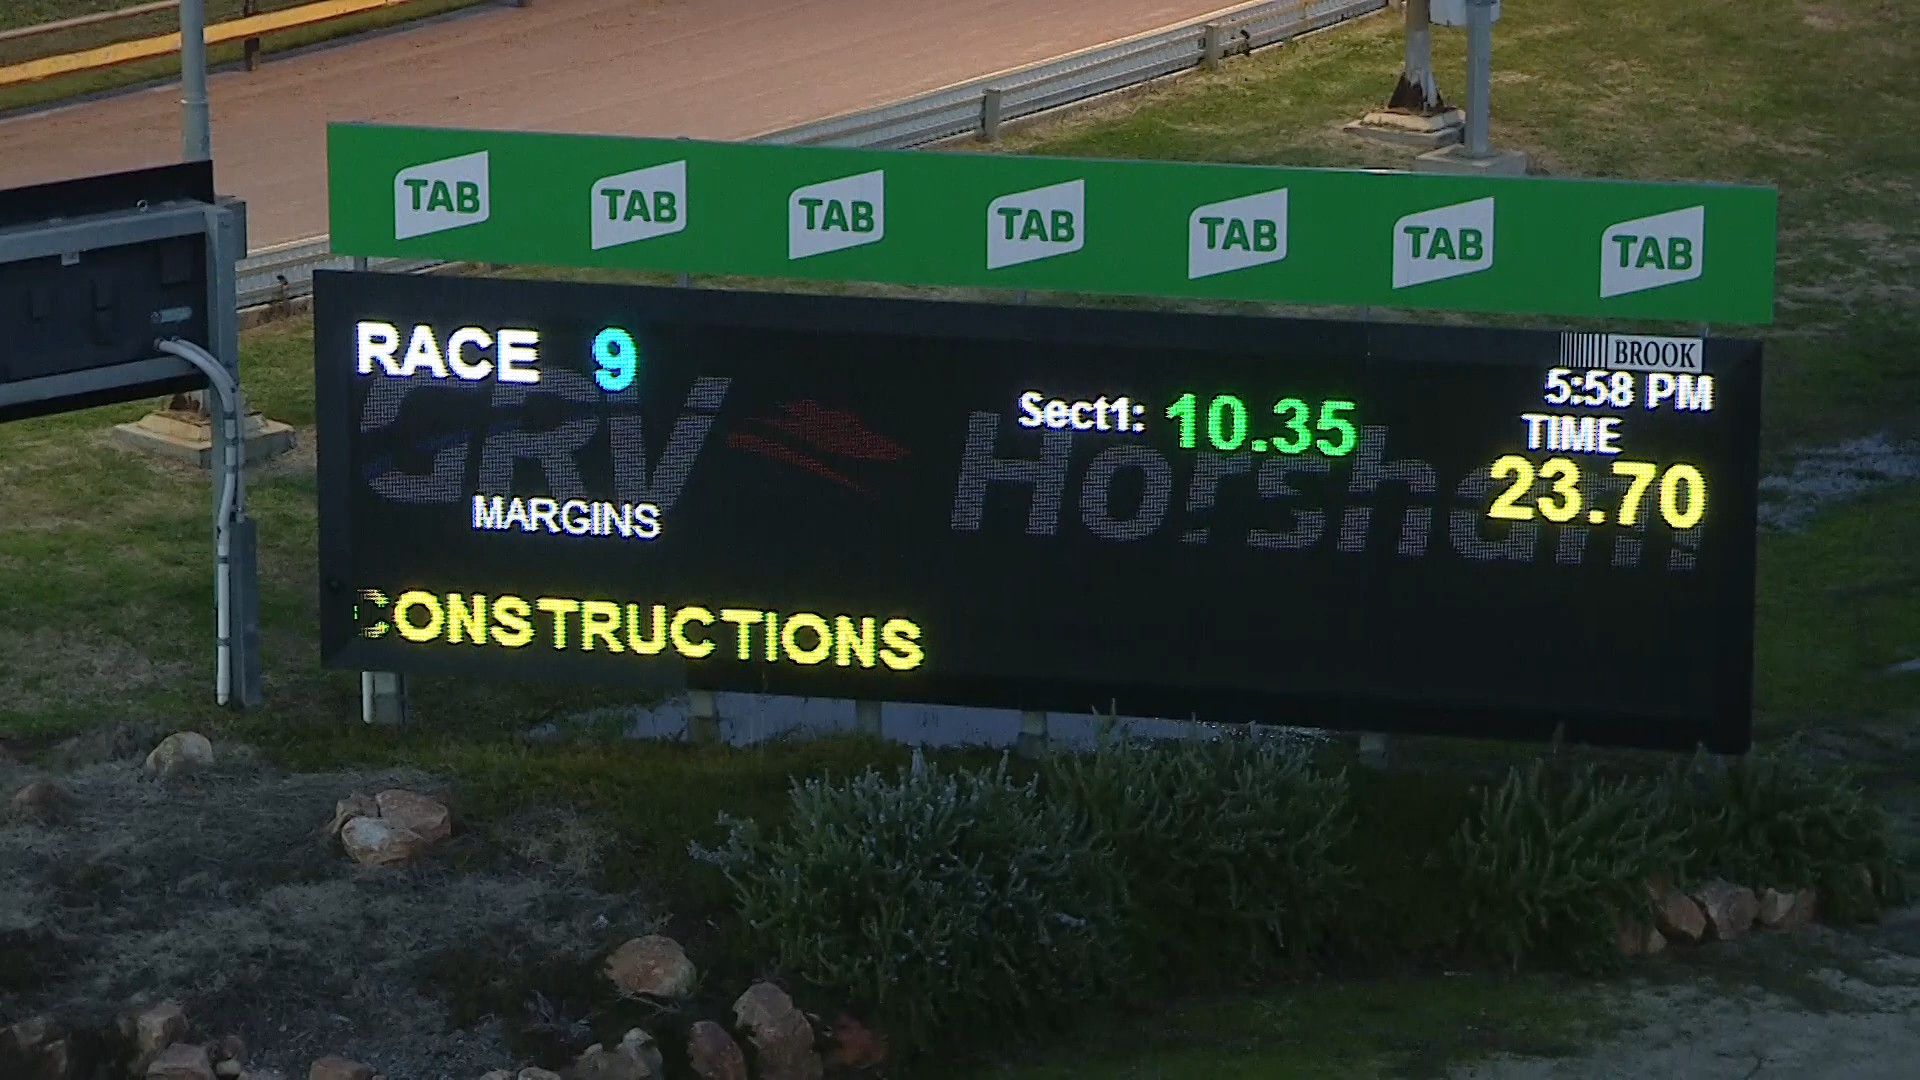 TAB TAB TAB TAB TAB TAB TAB
BROOK
RACE 9
5:58 PM
Sect1: 10.35
TIME
GRV Horsham
23.70
MARGINS
CONSTRUCTIONS